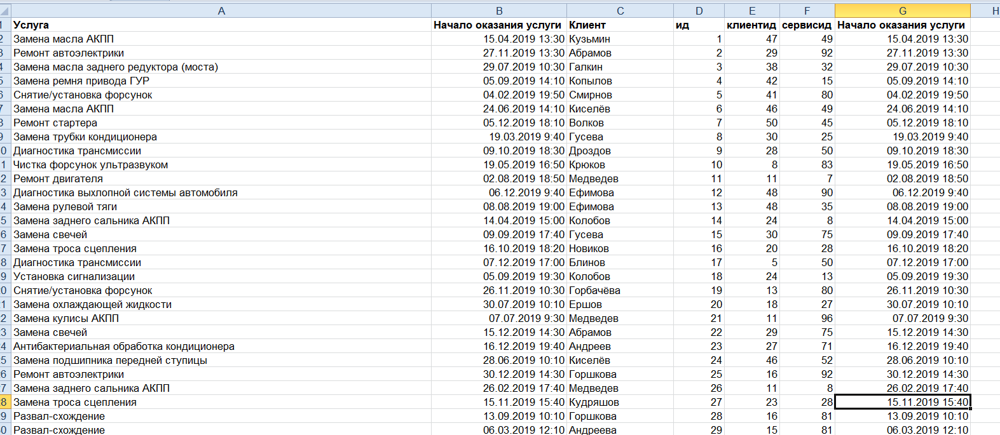 A B C D E F G H
1 Услуга Начало оказания услуги Клиент ид клиентид сервисид Начало оказания услуги
2 Замена масла АКПП 15.04.2019 13:30 Кузьмин 1 47 49 15.04.2019 13:30
3 Ремонт автоэлектрики 27.11.2019 13:30 Абрамов 2 29 92 27.11.2019 13:30
4 Замена масла заднего редуктора (моста) 29.07.2019 10:30 Галкин 3 38 32 29.07.2019 10:30
5 Замена ремня привода ГУР 05.09.2019 14:10 Копылов 4 42 15 05.09.2019 14:10
6 Снятие/установка форсунок 04.02.2019 19:50 Смирнов 5 41 80 04.02.2019 19:50
7 Замена масла АКПП 24.06.2019 14:10 Киселёв 6 46 49 24.06.2019 14:10
8 Ремонт стартера 05.12.2019 18:10 Волков 7 50 45 05.12.2019 18:10
9 Замена трубки кондиционера 19.03.2019 9:40 Гусева 8 30 25 19.03.2019 9:40
0 Диагностика трансмиссии 09.10.2019 18:30 Дроздов 9 28 50 09.10.2019 18:30
1 Чистка форсунок ультразвуком 19.05.2019 16:50 Крюков 10 8 83 19.05.2019 16:50
2 Ремонт двигателя 02.08.2019 18:50 Медведев 11 11 7 02.08.2019 18:50
3 Диагностика выхлопной системы автомобиля 06.12.2019 9:40 Ефимова 12 48 90 06.12.2019 9:40
4 Замена рулевой тяги 08.08.2019 19:00 Ефимова 13 48 35 08.08.2019 19:00
5 Замена заднего сальника АКПП 14.04.2019 15:00 Колобов 14 24 8 14.04.2019 15:00
6 Замена свечей 09.09.2019 17:40 Гусева 15 30 75 09.09.2019 17:40
7 Замена троса сцепления 16.10.2019 18:20 Новиков 16 20 28 16.10.2019 18:20
8 Диагностика трансмиссии 07.12.2019 17:00 Блинов 17 5 50 07.12.2019 17:00
9 Установка сигнализации 05.09.2019 19:30 Колобов 18 24 13 05.09.2019 19:30
0 Снятие/установка форсунок 26.11.2019 10:30 Горбачёва 19 13 80 26.11.2019 10:30
1 Замена охлаждающей жидкости 30.07.2019 10:10 Ершов 20 18 27 30.07.2019 10:10
2 Замена кулисы АКПП 07.07.2019 9:30 Медведев 21 11 96 07.07.2019 9:30
3 Замена свечей 15.12.2019 14:30 Абрамов 22 29 75 15.12.2019 14:30
4 Антибактериальная обработка кондиционера 16.12.2019 19:40 Андреев 23 27 71 16.12.2019 19:40
5 Замена подшипника передней ступицы 28.06.2019 10:10 Киселёв 24 46 52 28.06.2019 10:10
6 Ремонт автоэлектрики 30.12.2019 14:30 Горшкова 25 16 92 30.12.2019 14:30
7 Замена заднего сальника АКПП 26.02.2019 17:40 Медведев 26 11 8 26.02.2019 17:40
8 Замена троса сцепления 15.11.2019 15:40 Кудряшов 27 23 28 15.11.2019 15:40
9 Развал-схождение 13.09.2019 10:10 Горшкова 28 16 81 13.09.2019 10:10
0 Развал-схождение 06.03.2019 12:10 Андреева 29 15 81 06.03.2019 12:10